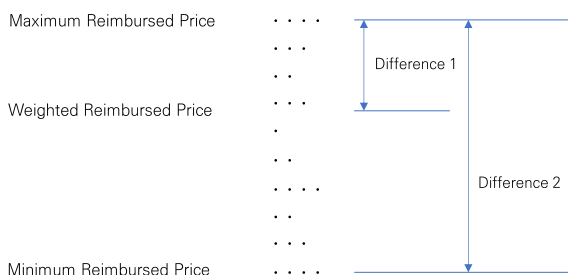 Maximum Reimbursed Price
Difference 1
Weighted Reimbursed Price
Difference 2
Minimum Reimbursed Price